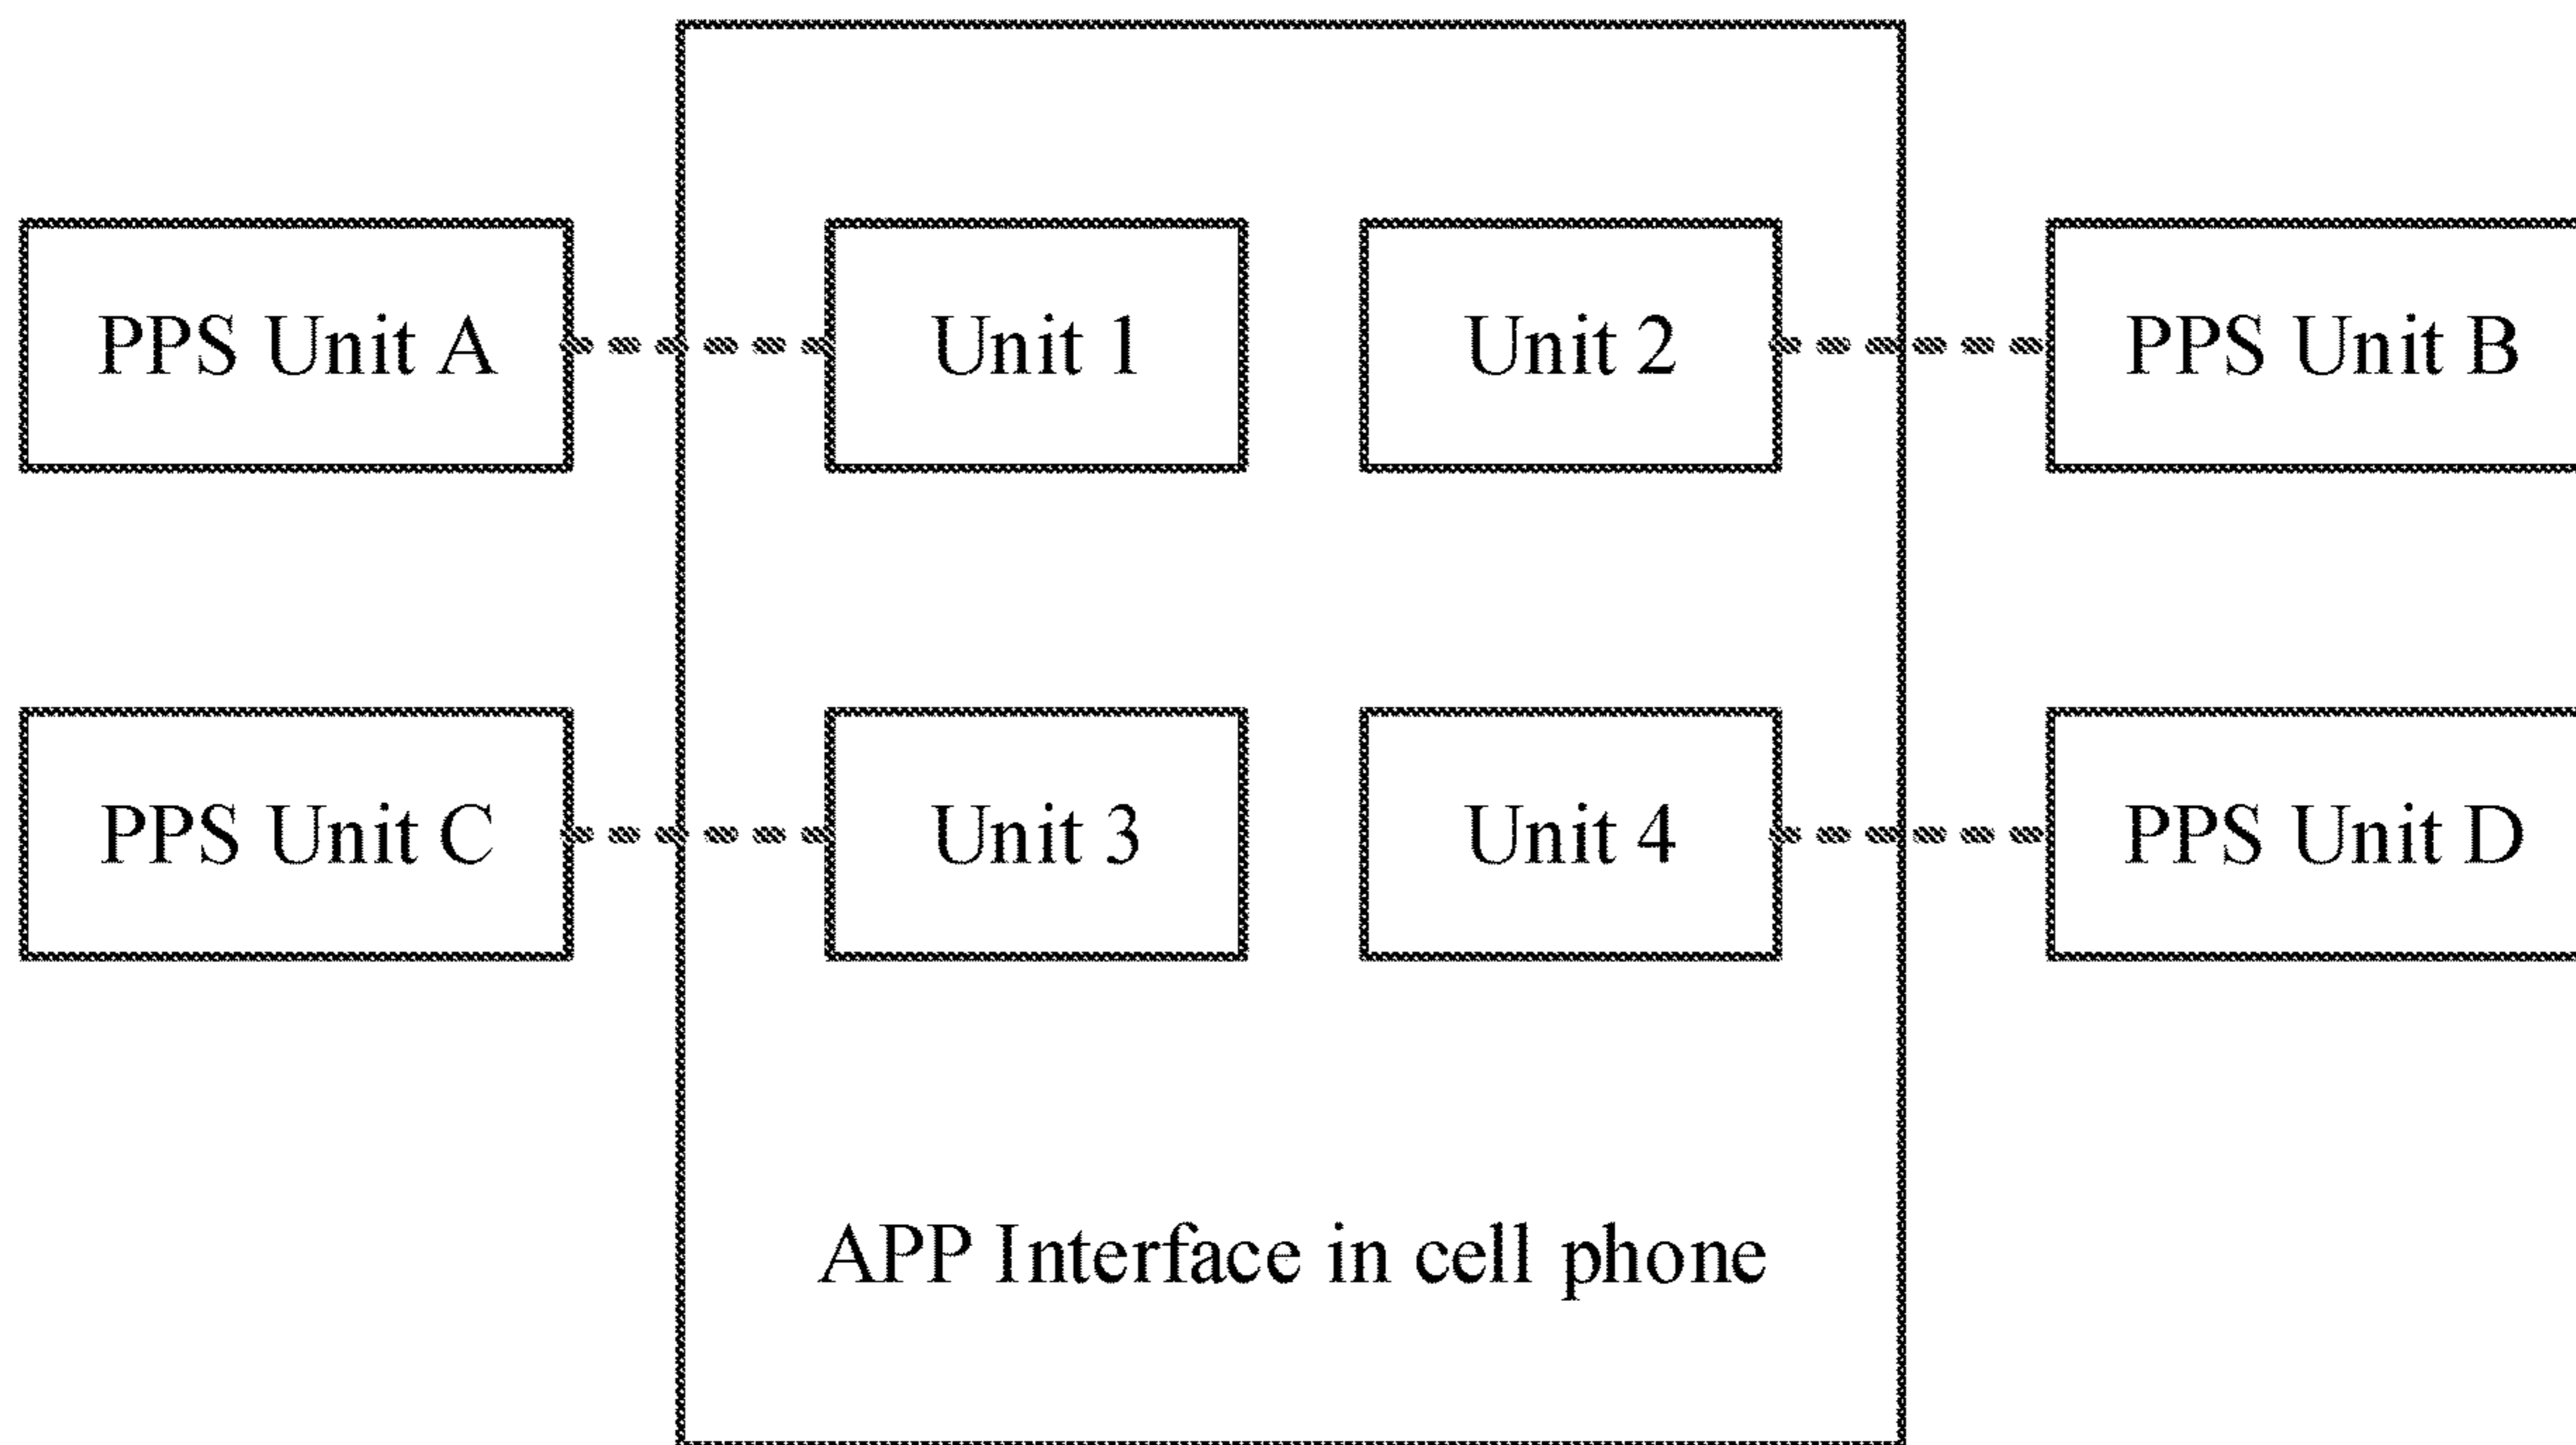 PPS Unit A
Unit 1
Unit 2
PPS Unit B
PPS Unit C
Unit 3
Unit 4
PPS Unit D
APP Interface in cell phone